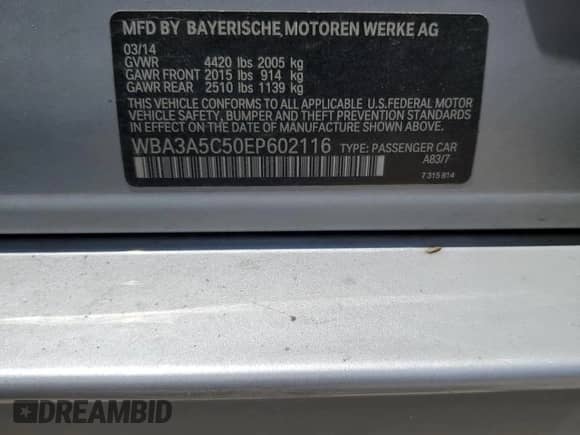 MFD BY BAYERISCHE MOTOREN WERKE AG
03/14
GVWR 4420 lbs 2005 kg
GAWR FRONT 2015 lbs 914 kg
GAWR REAR 2510 lbs 1139 kg
THIS VEHICLE CONFORMS TO ALL APPLICABLE U.S.FEDERAL MOTOR
VEHICLE SAFETY, BUMPER, AND THEFT PREVENTION STANDARDS
IN EFFECT ON THE DATE OF MANUFACTURE SHOWN ABOVE.
WBA3A5C50EP602116 TYPE: PASSENGER CAR
A83/7
7 315 814
DREAMBID